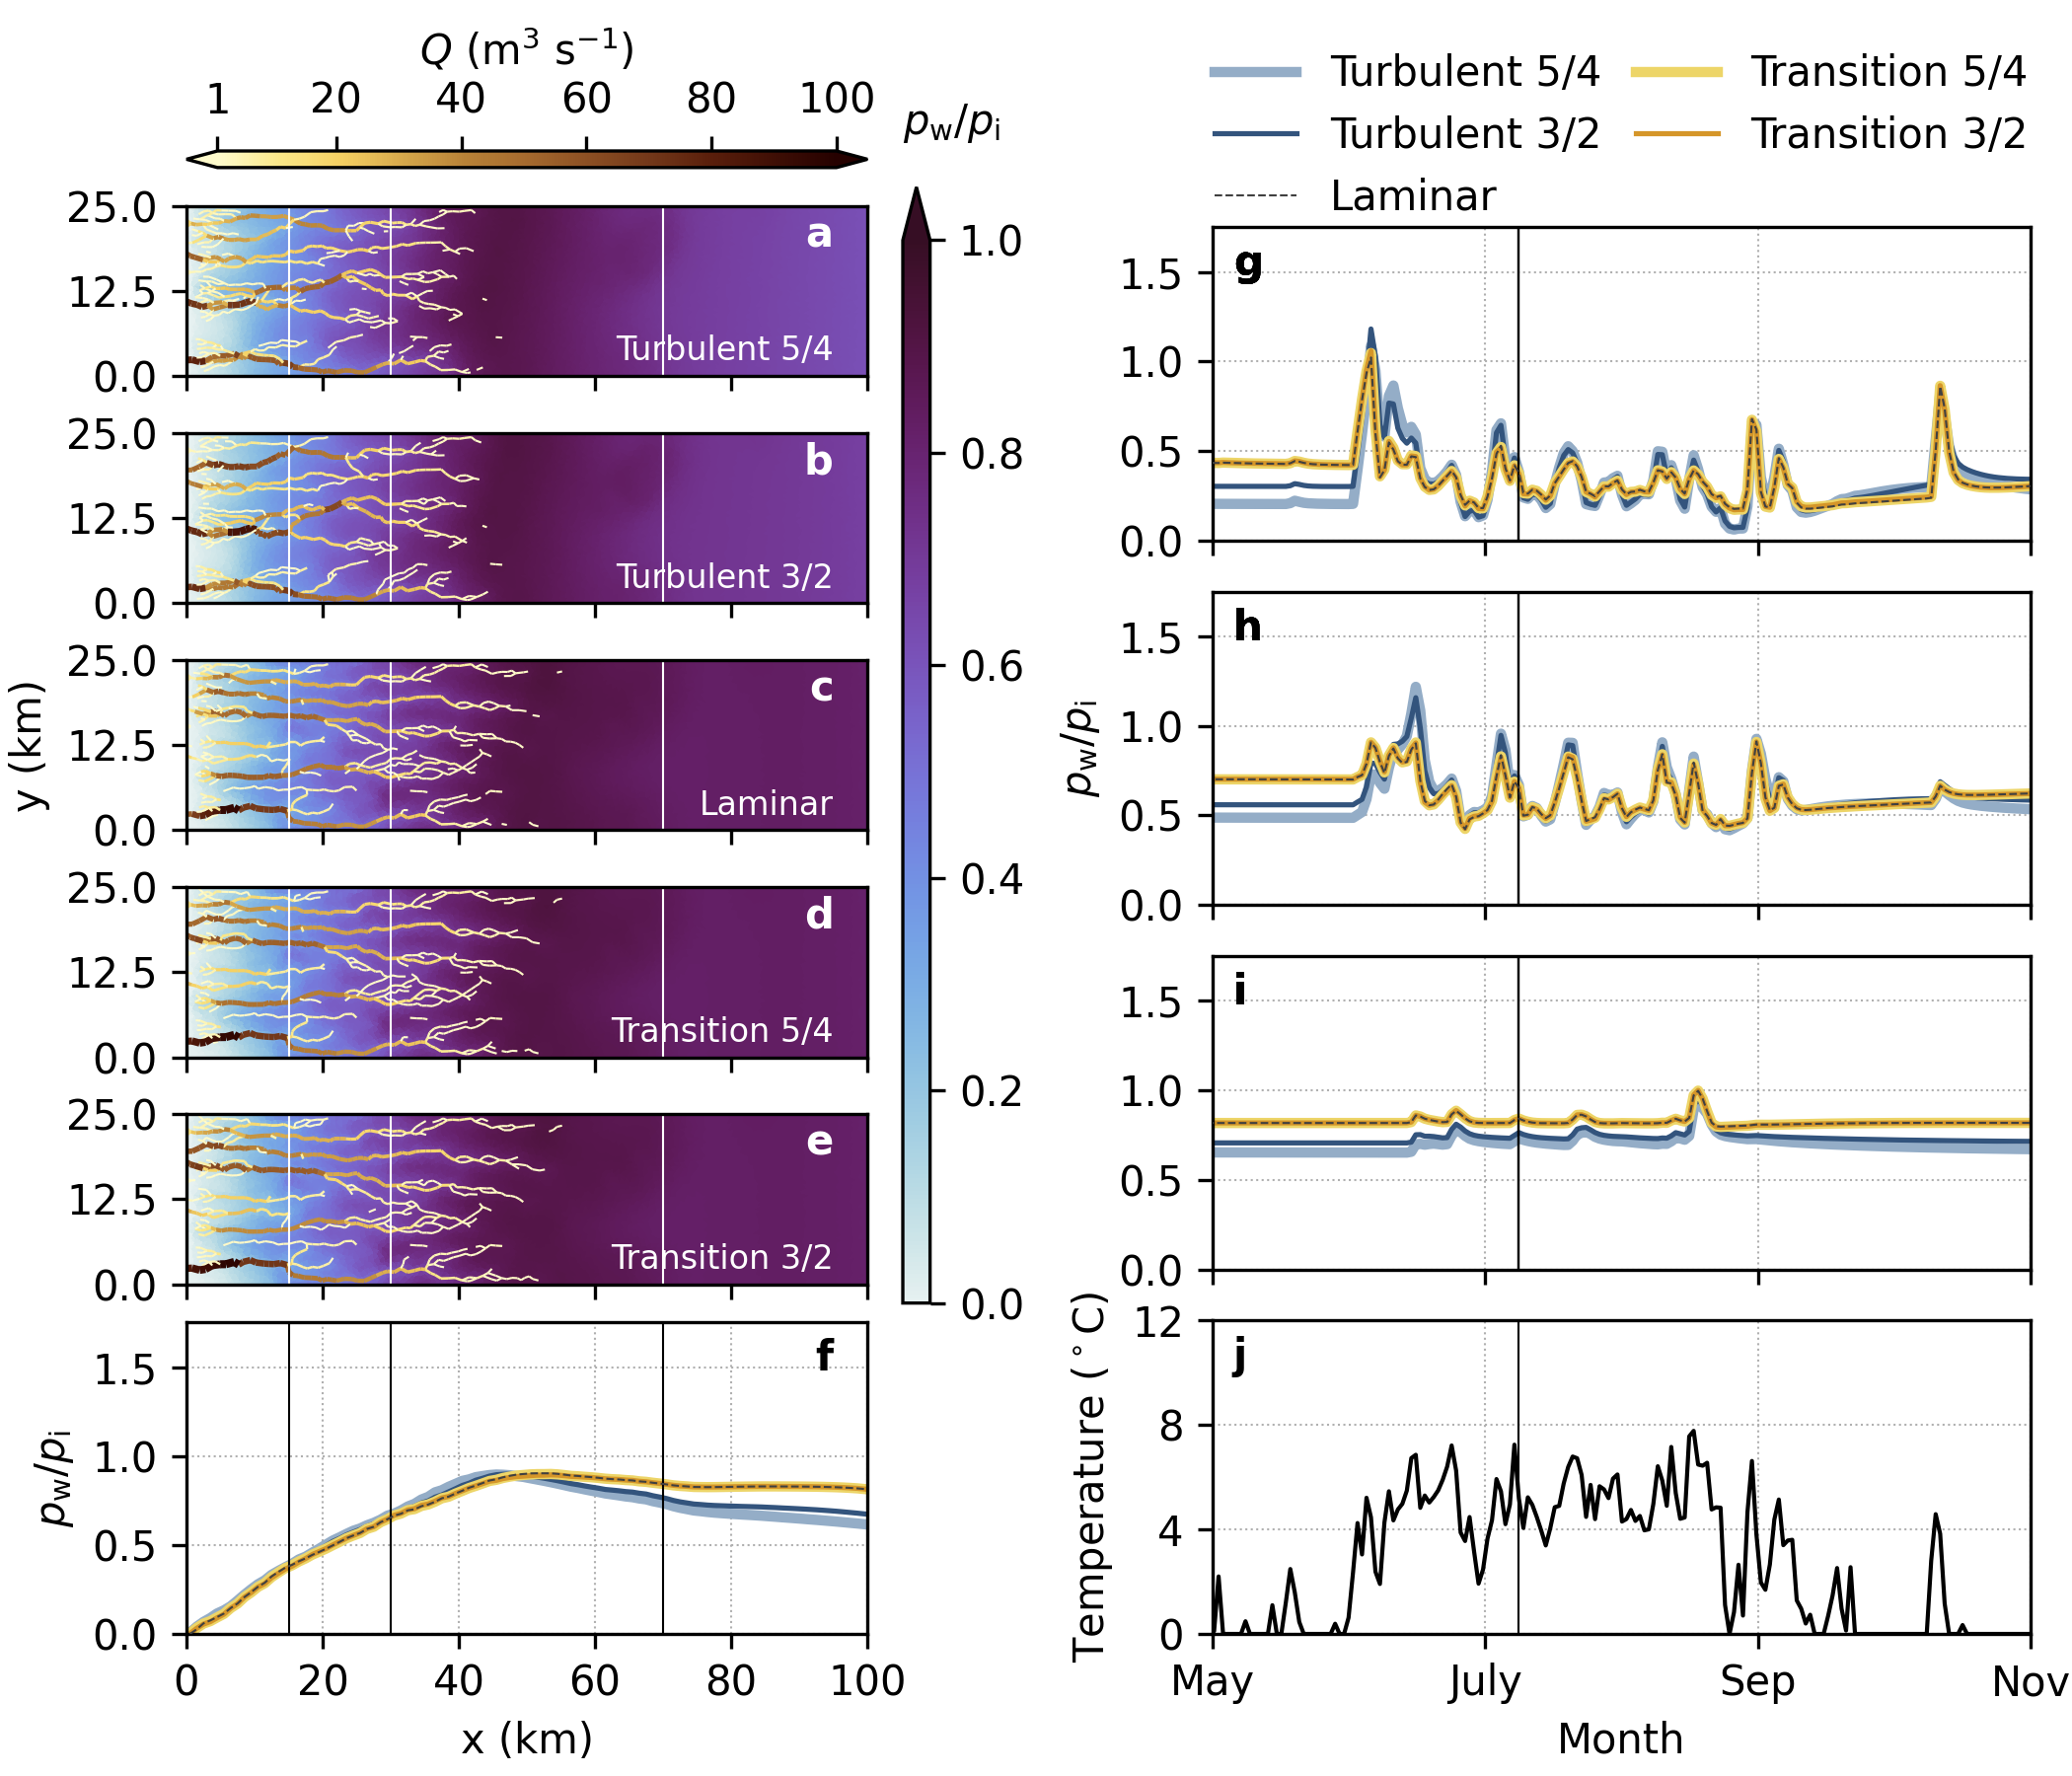 Q (m³ s⁻¹)
1 20 40 60 80 100
p_w/p_i
25.0
12.5
0.0
a
Turbulent 5/4
25.0
12.5
0.0
b
Turbulent 3/2
25.0
12.5
0.0
c
Laminar
25.0
12.5
0.0
d
Transition 5/4
25.0
12.5
0.0
e
Transition 3/2
y (km)
1.0
0.8
0.6
0.4
0.2
0.0
f
1.5
1.0
0.5
0.0
p_w/p_i
0 20 40 60 80 100
x (km)
Turbulent 5/4 Transition 5/4
Turbulent 3/2 Transition 3/2
Laminar
g
1.5
1.0
0.5
0.0
h
1.5
1.0
0.5
0.0
p_w/p_i
i
1.5
1.0
0.5
0.0
j
12
8
4
0
Temperature (°C)
May July Sep Nov
Month